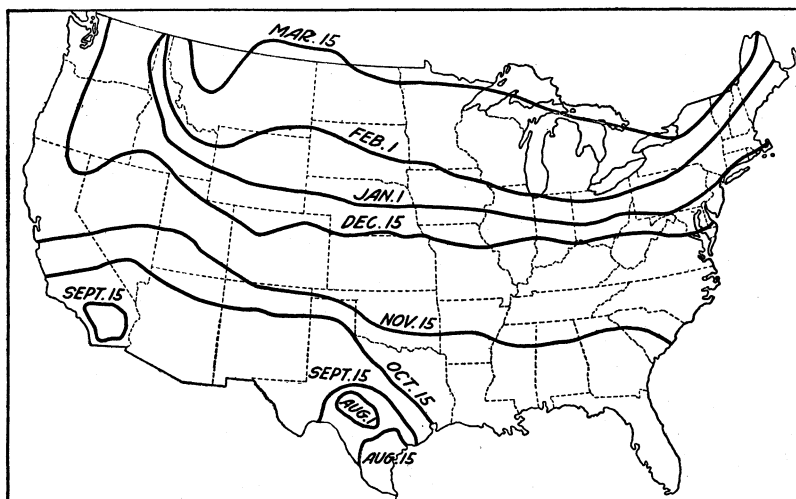 MAR. 15
FEB. 1
JAN. 1
DEC. 15
SEPT. 15
NOV. 15
OCT. 15
SEPT. 15
AUG. 1
AUG. 15